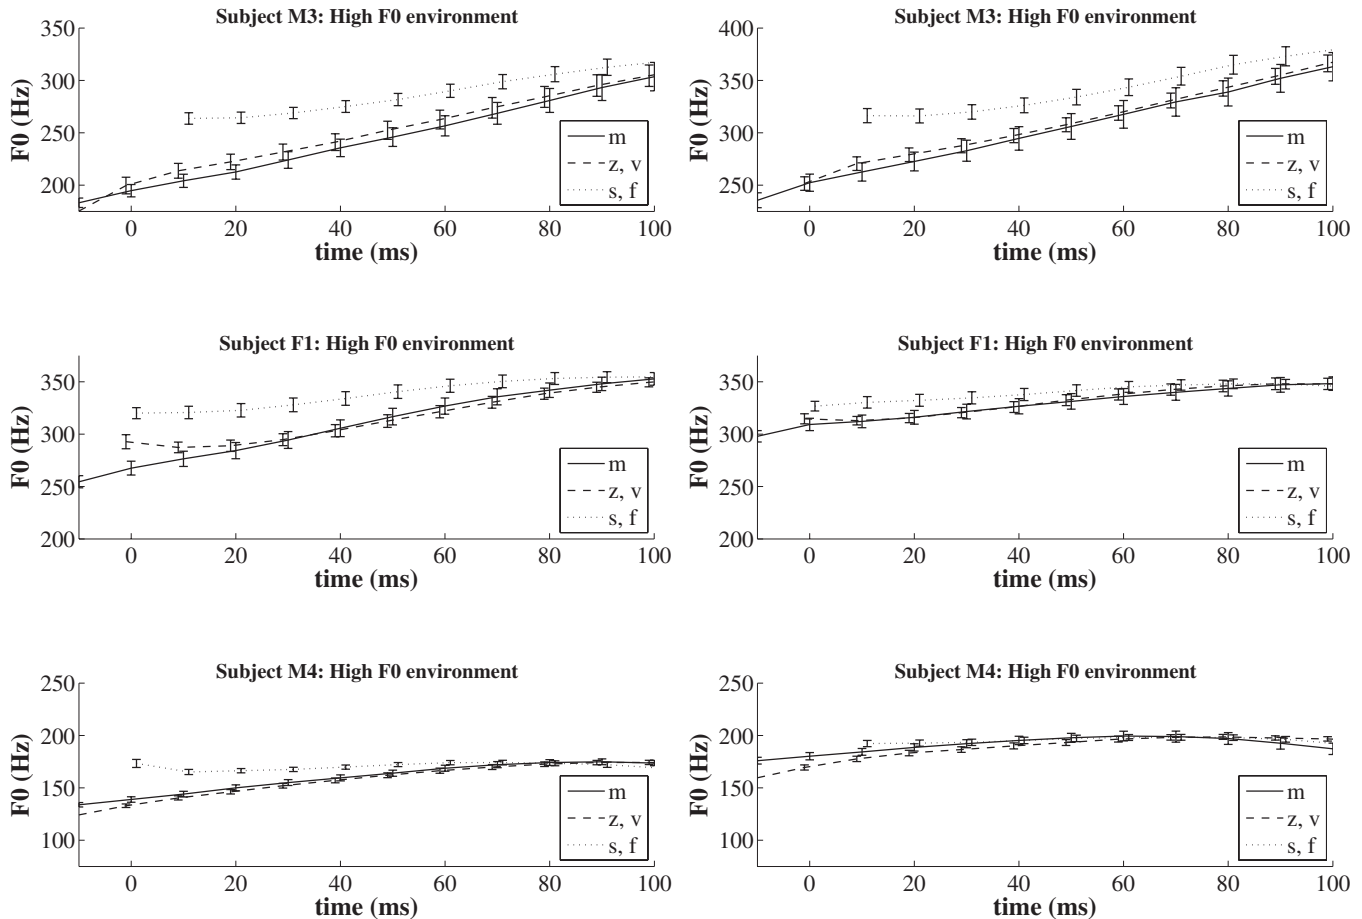 Subject M3: High F0 environment
F0 (Hz)
350
300
250
200
0 20 40 60 80 100
time (ms)
m
z, v
s, f
Subject M3: High F0 environment
F0 (Hz)
400
350
300
250
0 20 40 60 80 100
time (ms)
m
z, v
s, f
Subject F1: High F0 environment
F0 (Hz)
350
300
250
200
0 20 40 60 80 100
time (ms)
m
z, v
s, f
Subject F1: High F0 environment
F0 (Hz)
350
300
250
200
0 20 40 60 80 100
time (ms)
m
z, v
s, f
Subject M4: High F0 environment
F0 (Hz)
250
200
150
100
0 20 40 60 80 100
time (ms)
m
z, v
s, f
Subject M4: High F0 environment
F0 (Hz)
250
200
150
100
0 20 40 60 80 100
time (ms)
m
z, v
s, f